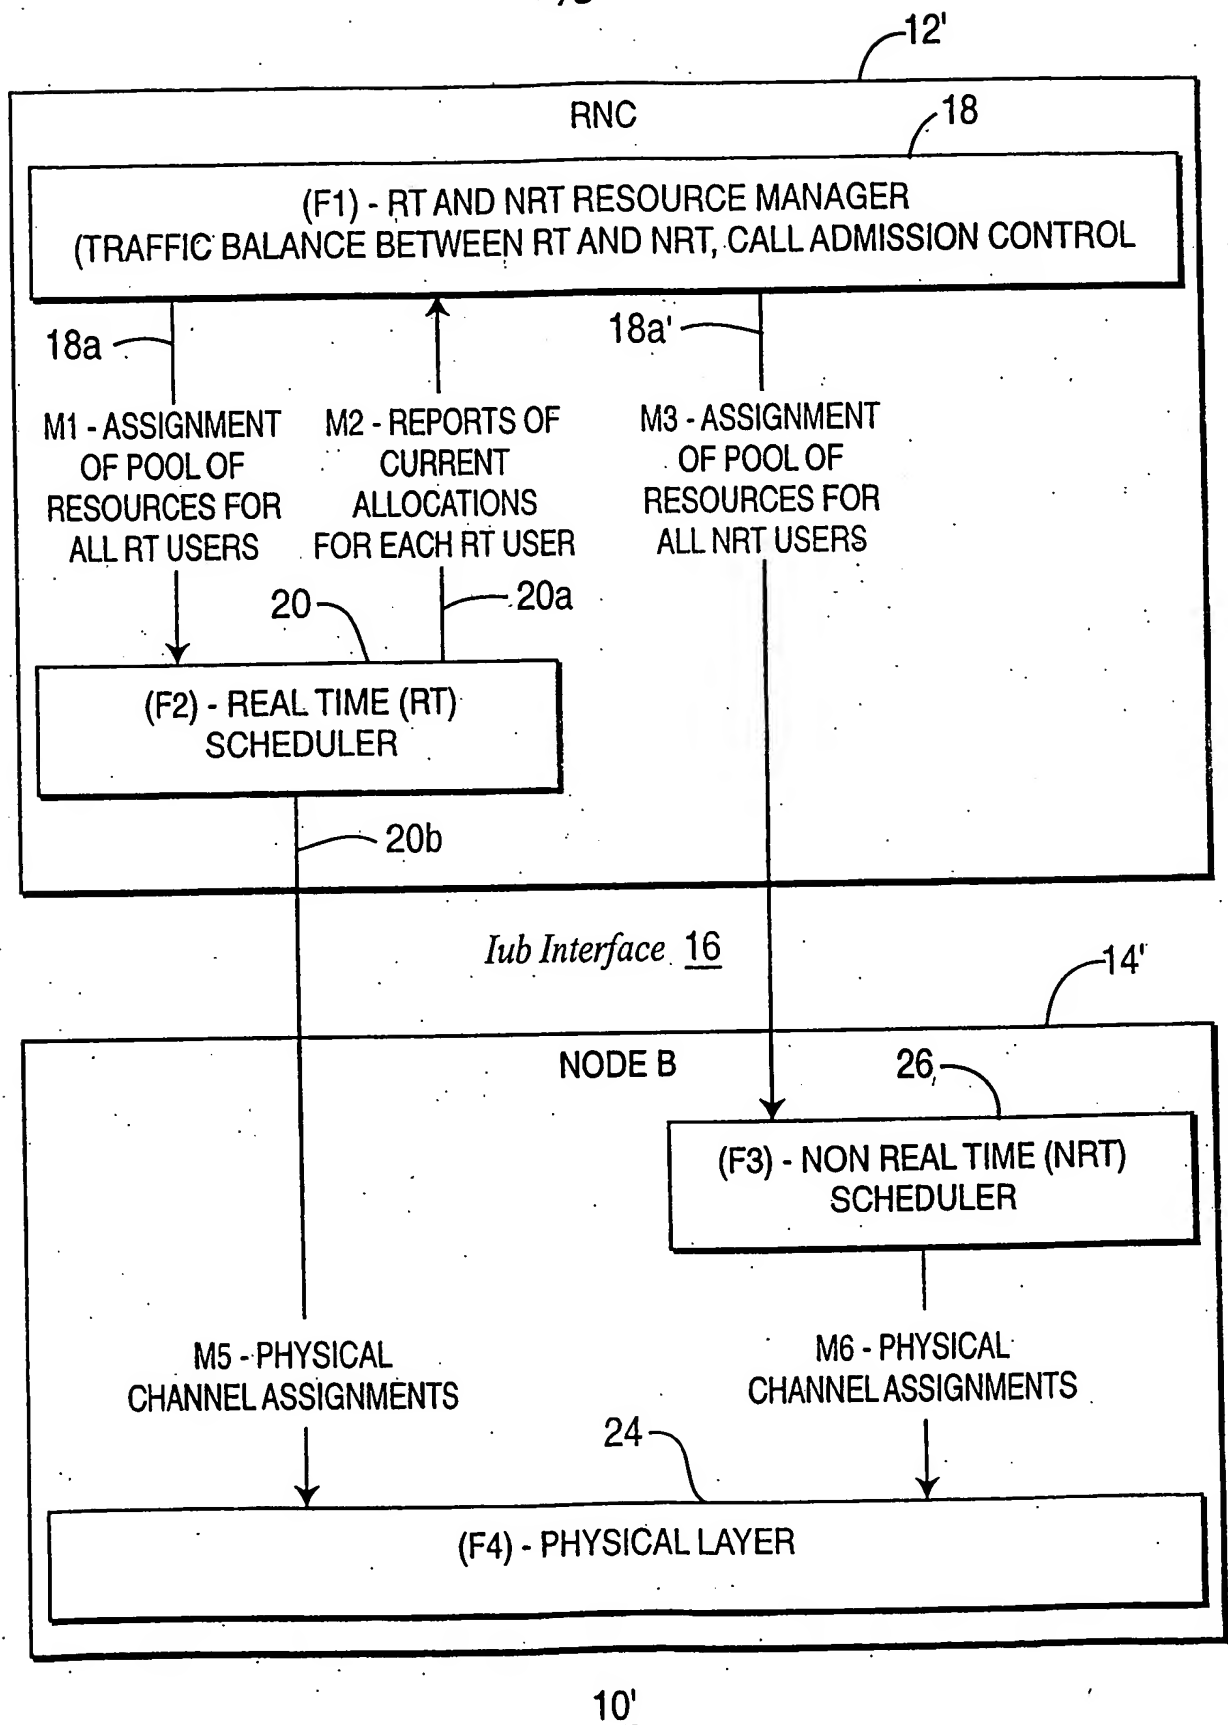 12'
RNC
18
(F1) - RT AND NRT RESOURCE MANAGER
(TRAFFIC BALANCE BETWEEN RT AND NRT, CALL ADMISSION CONTROL
18a
18a'
M1 - ASSIGNMENT
OF POOL OF
RESOURCES FOR
ALL RT USERS
M2 - REPORTS OF
CURRENT
ALLOCATIONS
FOR EACH RT USER
M3 - ASSIGNMENT
OF POOL OF
RESOURCES FOR
ALL NRT USERS
20
20a
(F2) - REAL TIME (RT)
SCHEDULER
20b
Iub Interface 16
14'
NODE B
26
(F3) - NON REAL TIME (NRT)
SCHEDULER
M5 - PHYSICAL
CHANNEL ASSIGNMENTS
M6 - PHYSICAL
CHANNEL ASSIGNMENTS
24
(F4) - PHYSICAL LAYER
10'